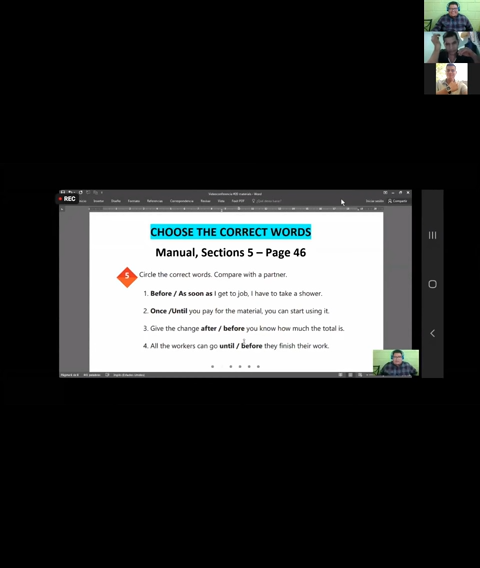 REC
CHOOSE THE CORRECT WORDS
Manual, Sections 5 – Page 46
5 Circle the correct words. Compare with a partner.
1. Before / As soon as I get to job, I have to take a shower.
2. Once /Until you pay for the material, you can start using it.
3. Give the change after / before you know how much the total is.
4. All the workers can go until / before they finish their work.